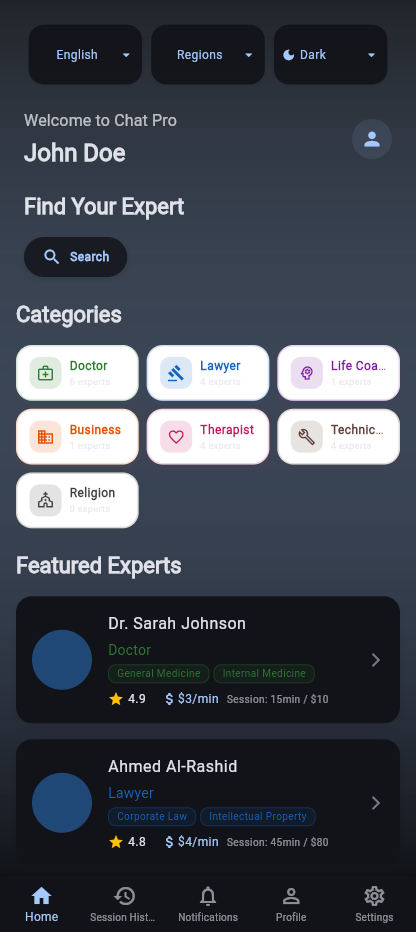 English
Regions
Dark
Welcome to Chat Pro
John Doe
Find Your Expert
Search
Categories
Doctor
6 experts
Lawyer
4 experts
Life Coa...
1 experts
Business
1 experts
Therapist
4 experts
Technic...
4 experts
Religion
0 experts
Featured Experts
Dr. Sarah Johnson
Doctor
General Medicine Internal Medicine
4.9 $ $3/min Session: 15min / $10
Ahmed Al-Rashid
Lawyer
Corporate Law Intellectual Property
4.8 $ $4/min Session: 45min / $80
Home
Session Hist...
Notifications
Profile
Settings